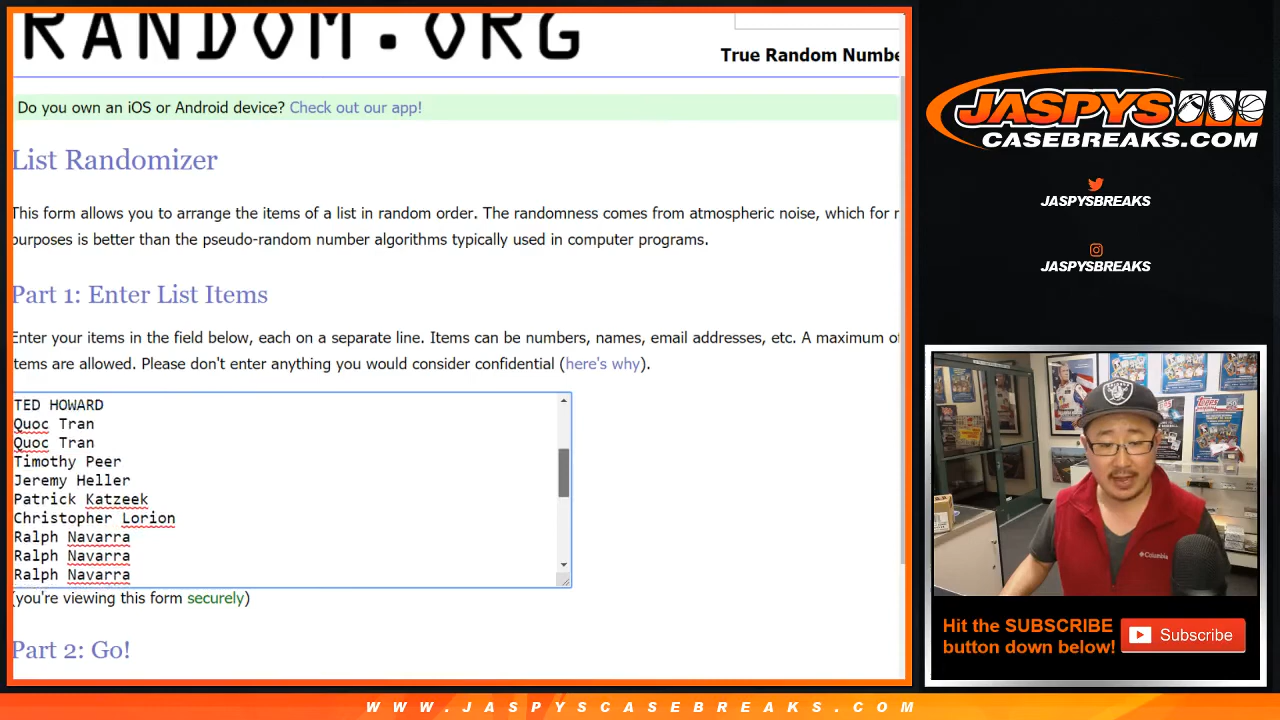 RANDOM.ORG
True Random Numbe
Do you own an iOS or Android device? Check out our app!
List Randomizer
This form allows you to arrange the items of a list in random order. The randomness comes from atmospheric noise, which for r
purposes is better than the pseudo-random number algorithms typically used in computer programs.
Part 1: Enter List Items
Enter your items in the field below, each on a separate line. Items can be numbers, names, email addresses, etc. A maximum of
items are allowed. Please don't enter anything you would consider confidential (here's why).
TED HOWARD
Quoc Tran
Quoc Tran
Timothy Peer
Jeremy Heller
Patrick Katzeek
Christopher Lorion
Ralph Navarra
Ralph Navarra
Ralph Navarra
(you're viewing this form securely)
Part 2: Go!
JASPYS
CASEBREAKS.COM
JASPYSBREAKS
JASPYSBREAKS
Columbia
Hit the SUBSCRIBE
button down below!
Subscribe
WWW.JASPYSCASEBREAKS.COM